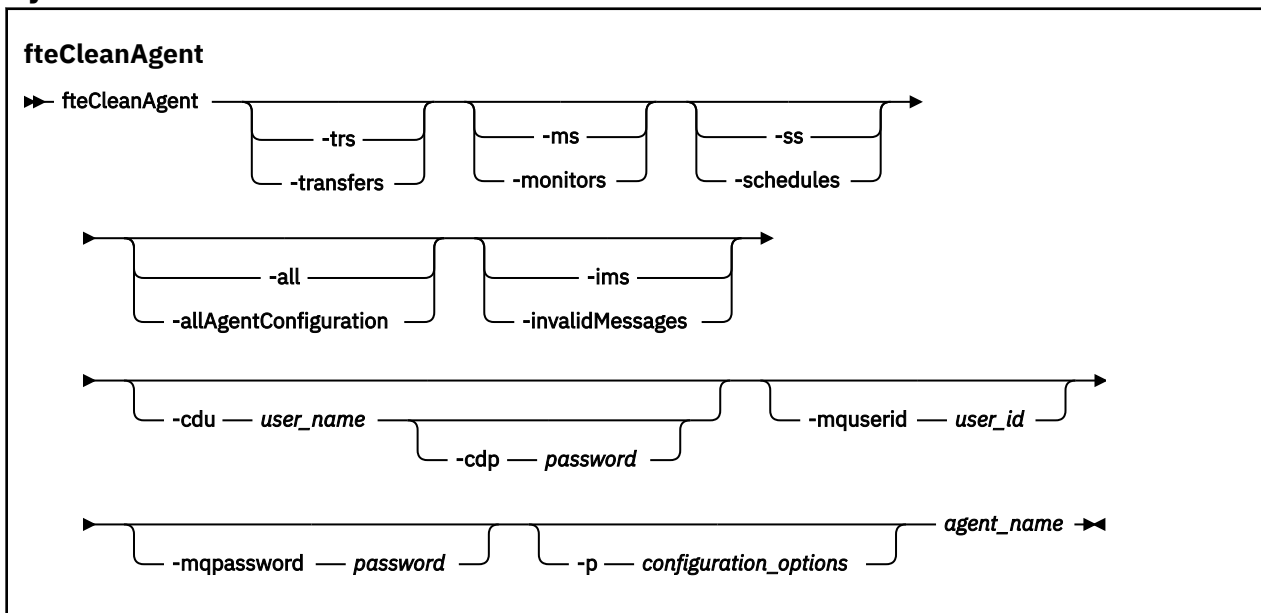 fteCleanAgent
fteCleanAgent
-trs -ms -ss
-transfers -monitors -schedules
-all -ims
-allAgentConfiguration -invalidMessages
-cdu user_name -mquserid user_id
-cdp password
agent_name
-mqpassword password -p configuration_options